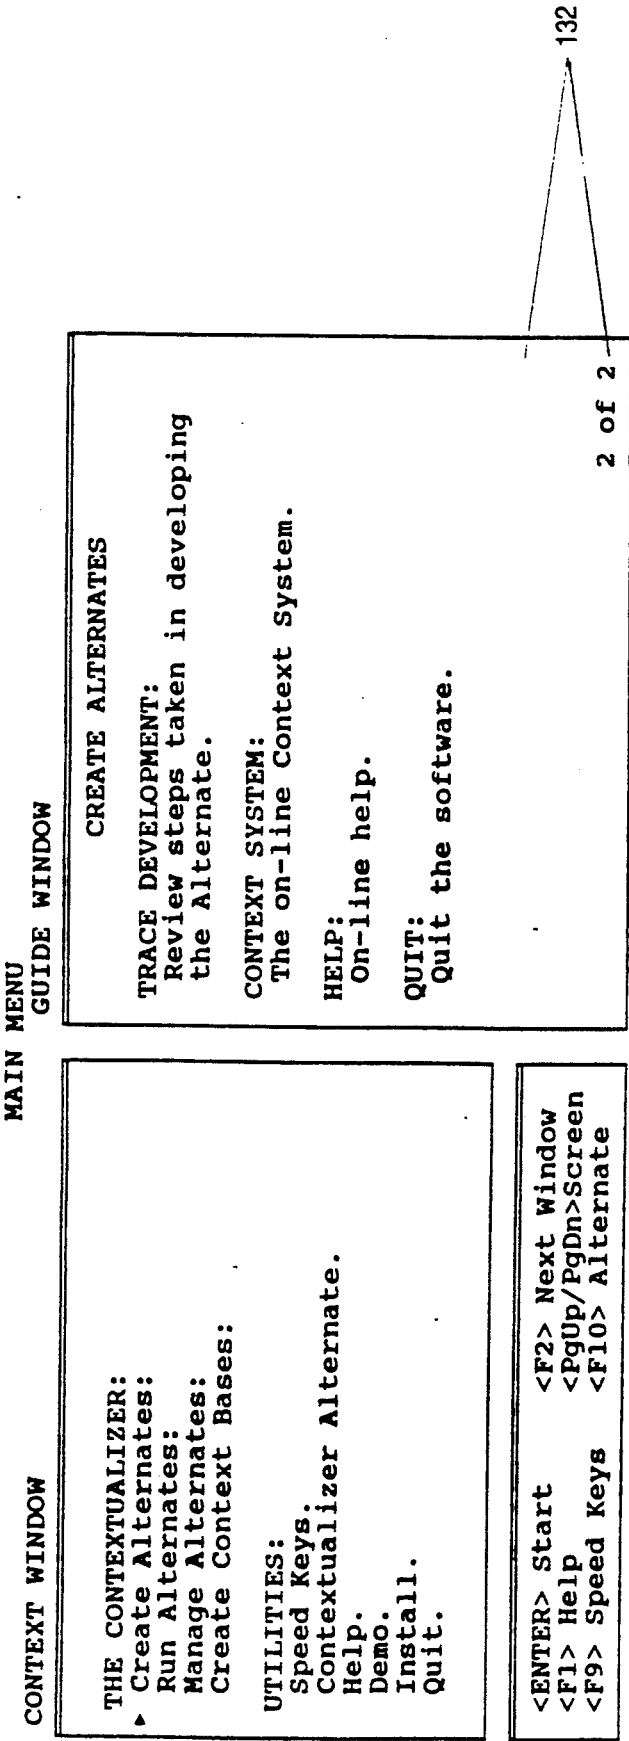 MAIN MENU
CONTEXT WINDOW
THE CONTEXTUALIZER:
▸ Create Alternates:
Run Alternates:
Manage Alternates:
Create Context Bases:
UTILITIES:
Speed Keys.
Contextualizer Alternate.
Help.
Demo.
Install.
Quit.
<ENTER> Start <F2> Next Window
<F1> Help <PgUp/PgDn>Screen
<F9> Speed Keys <F10> Alternate
GUIDE WINDOW
CREATE ALTERNATES
TRACE DEVELOPMENT:
Review steps taken in developing
the Alternate.
CONTEXT SYSTEM:
The on-line Context System.
HELP:
On-line help.
QUIT:
Quit the software.
2 of 2
132